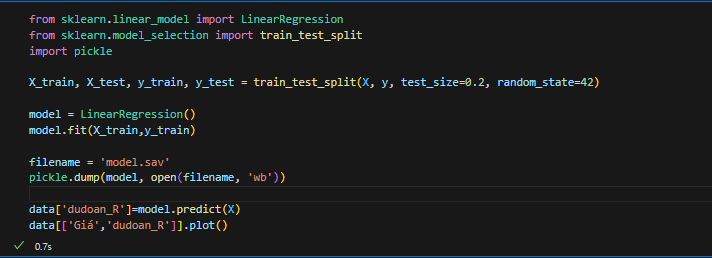 from sklearn.linear_model import LinearRegression
from sklearn.model_selection import train_test_split
import pickle
X_train, X_test, y_train, y_test = train_test_split(X, y, test_size=0.2, random_state=42)
model = LinearRegression()
model.fit(X_train,y_train)
filename = 'model.sav'
pickle.dump(model, open(filename, 'wb'))
data['dudoan_R']=model.predict(X)
data[['Giá','dudoan_R']].plot()
0.7s